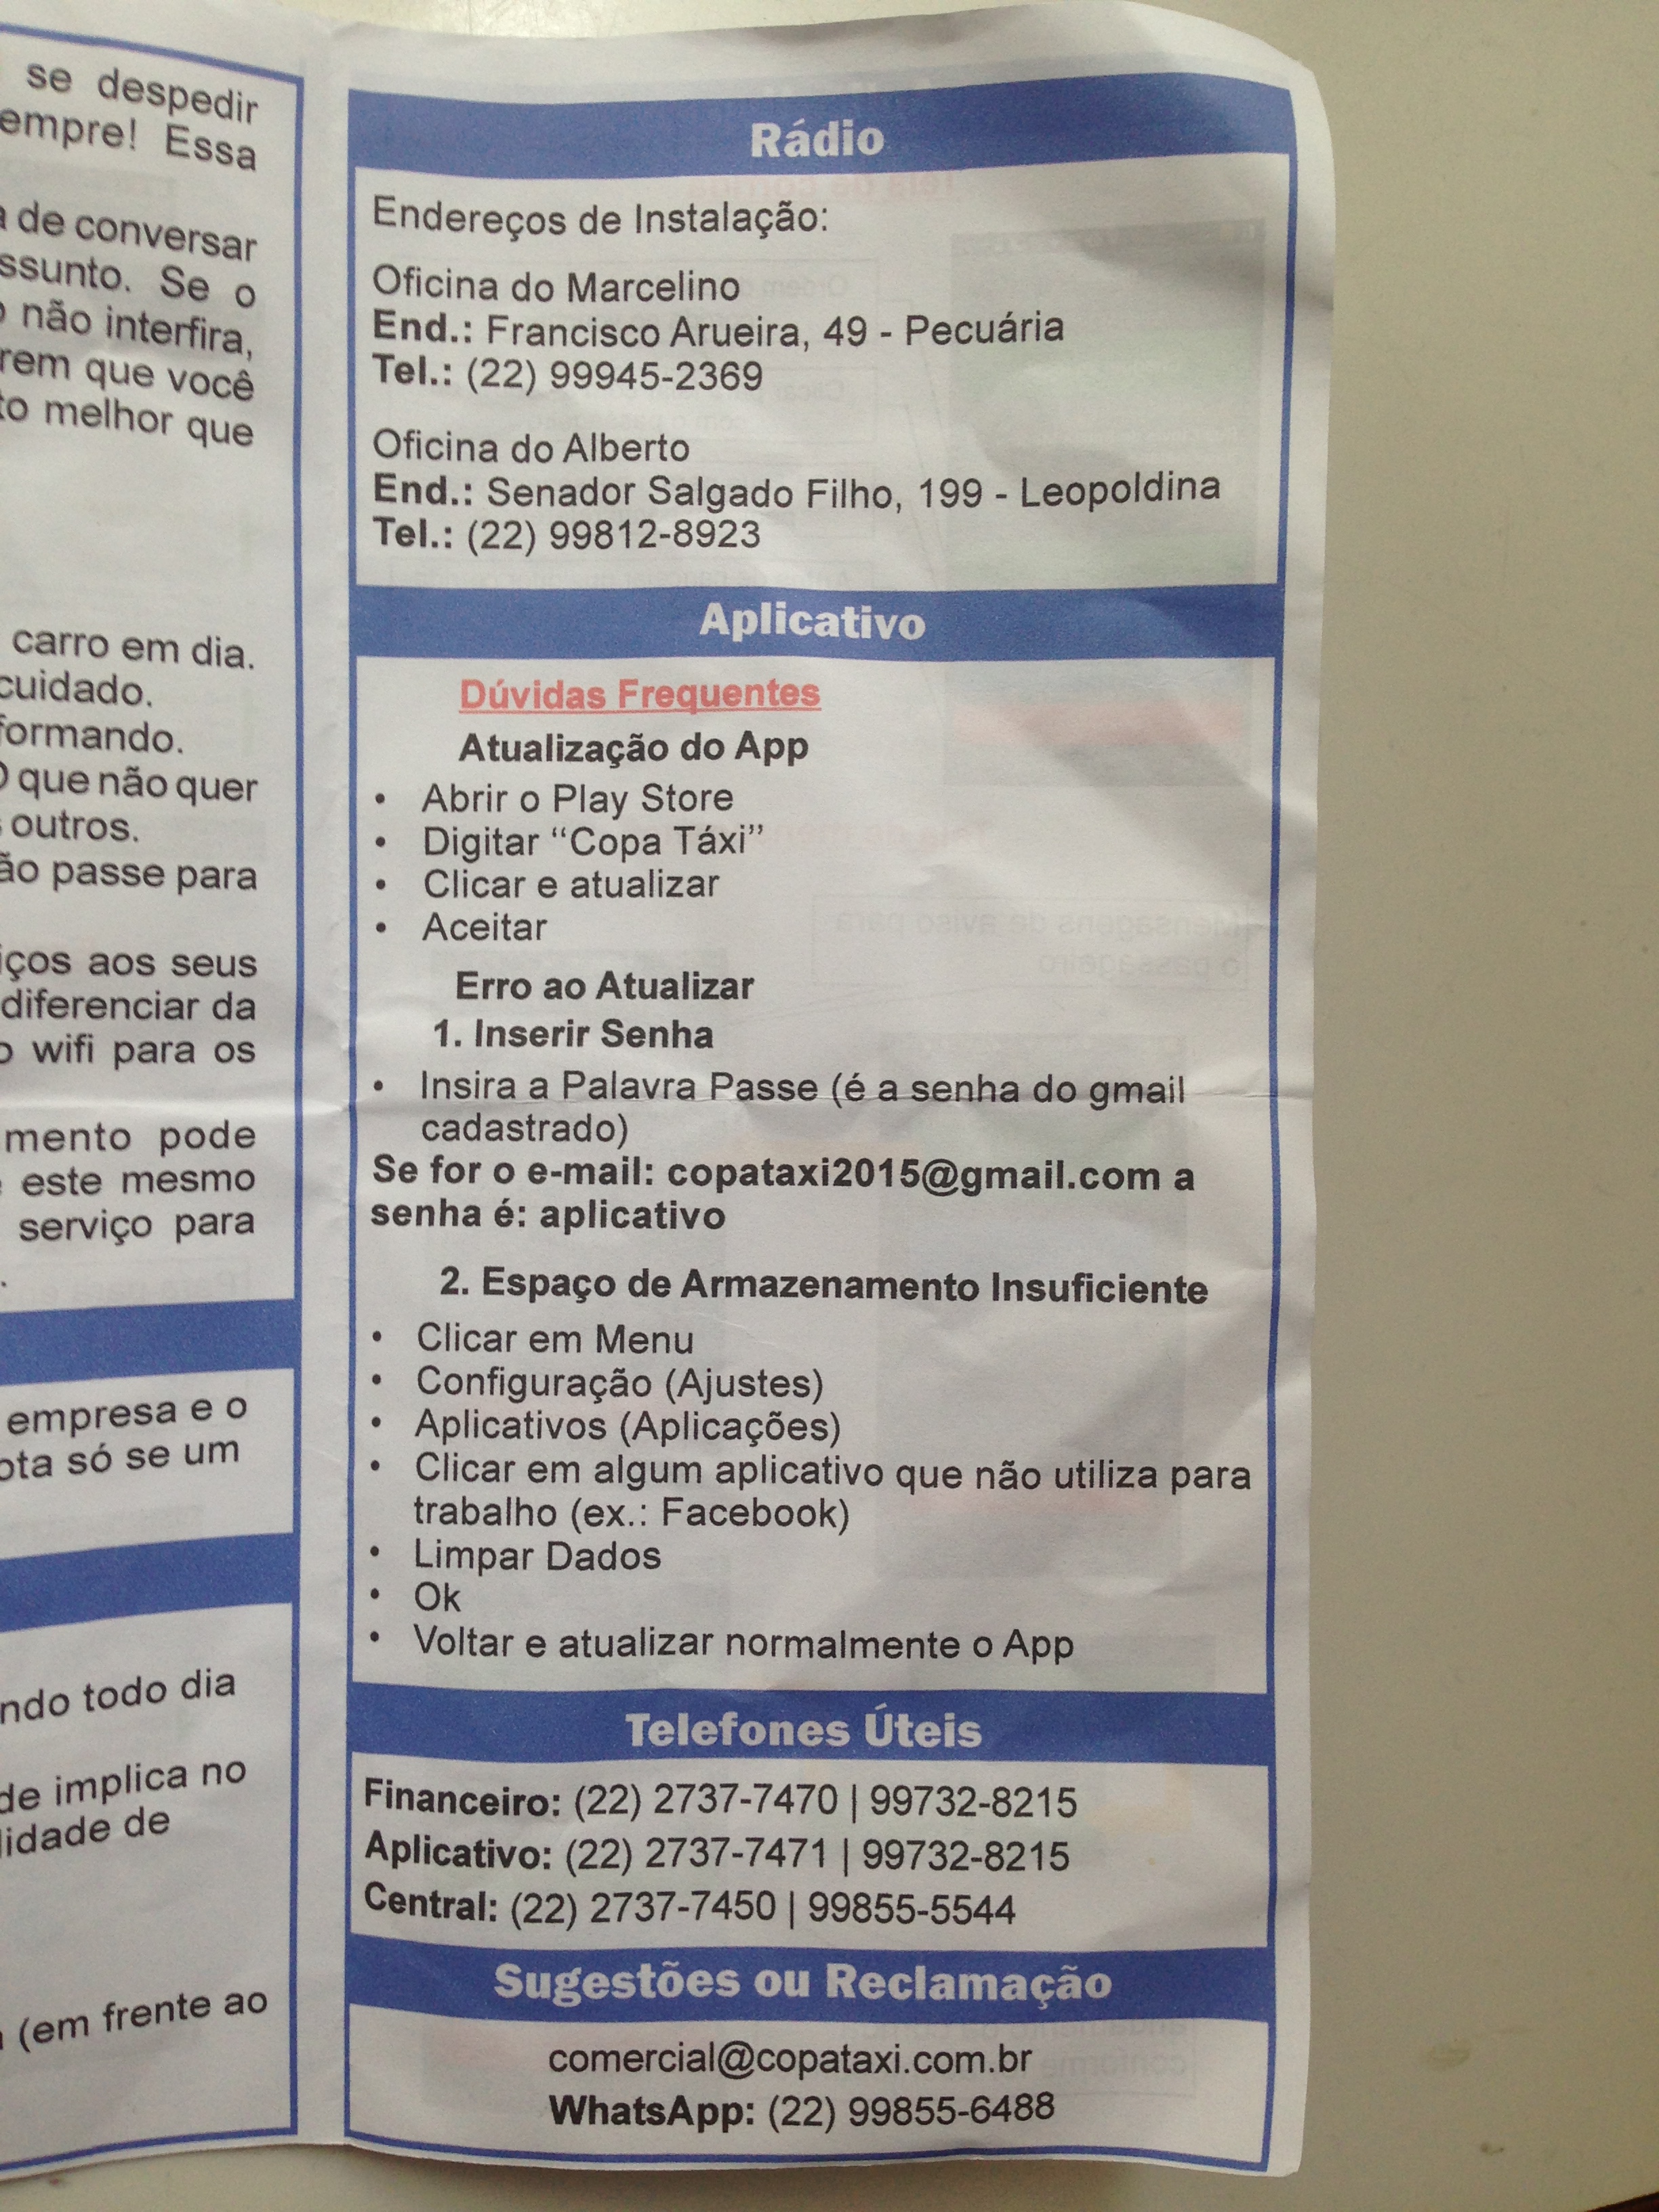 se despedir
empre! Essa
de conversar
ssunto. Se o
não interfira,
rem que você
to melhor que
carro em dia.
cuidado.
formando.
O que não quer
outros.
ão passe para
iços aos seus
diferenciar da
o wifi para os
mento pode
este mesmo
serviço para
.
empresa e o
ota só se um
ndo todo dia
de implica no
lidade de
(em frente ao
Rádio
Endereços de Instalação:
Oficina do Marcelino
End.: Francisco Arueira, 49 - Pecuária
Tel.: (22) 99945-2369
Oficina do Alberto
End.: Senador Salgado Filho, 199 - Leopoldina
Tel.: (22) 99812-8923
Aplicativo
Dúvidas Frequentes
Atualização do App
• Abrir o Play Store
• Digitar “Copa Táxi”
• Clicar e atualizar
• Aceitar
Erro ao Atualizar
1. Inserir Senha
• Insira a Palavra Passe (é a senha do gmail
cadastrado)
Se for o e-mail: copataxi2015@gmail.com a
senha é: aplicativo
2. Espaço de Armazenamento Insuficiente
• Clicar em Menu
• Configuração (Ajustes)
• Aplicativos (Aplicações)
• Clicar em algum aplicativo que não utiliza para
trabalho (ex.: Facebook)
• Limpar Dados
• Ok
• Voltar e atualizar normalmente o App
Telefones Úteis
Financeiro: (22) 2737-7470 | 99732-8215
Aplicativo: (22) 2737-7471 | 99732-8215
Central: (22) 2737-7450 | 99855-5544
Sugestões ou Reclamação
comercial@copataxi.com.br
WhatsApp: (22) 99855-6488